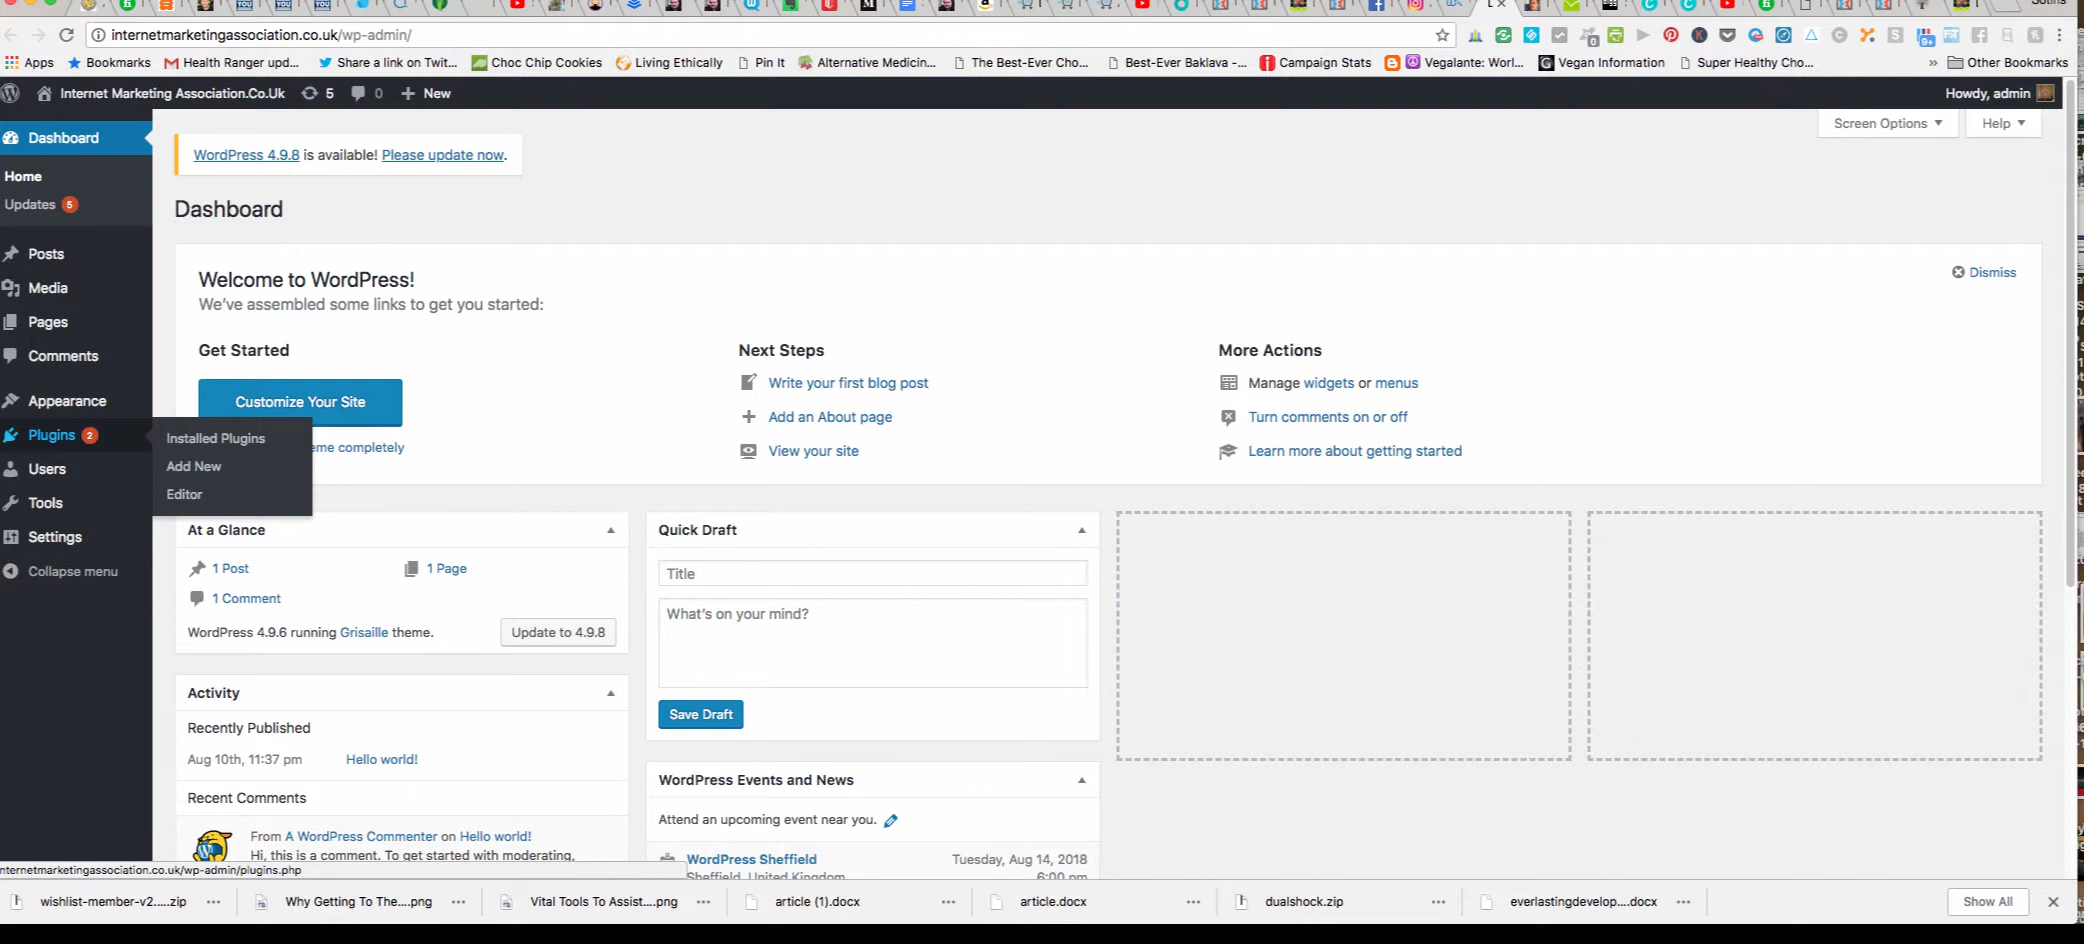 internetmarketingassociation.co.uk/wp-admin/
Apps
Bookmarks
Health Ranger upd...
Share a link on Twit...
Choc Chip Cookies
Living Ethically
Pin It
Alternative Medicin...
The Best-Ever Cho...
Best-Ever Baklava -...
Campaign Stats
Vegalante: Worl...
Vegan Information
Super Healthy Cho...
»
Other Bookmarks
Internet Marketing Association.Co.Uk
5
0
New
Howdy, admin
Dashboard
Screen Options
Help
WordPress 4.9.8 is available! Please update now.
Home
Updates 5
Dashboard
Posts
Media
Pages
Comments
Appearance
Plugins 2
Users
Tools
Settings
Collapse menu
Installed Plugins
Add New
Editor
Welcome to WordPress!
We've assembled some links to get you started:
Dismiss
Get Started
Customize Your Site
eme completely
Next Steps
Write your first blog post
Add an About page
View your site
More Actions
Manage widgets or menus
Turn comments on or off
Learn more about getting started
At a Glance
1 Post
1 Page
1 Comment
WordPress 4.9.6 running Grisaille theme.
Update to 4.9.8
Activity
Recently Published
Aug 10th, 11:37 pm
Hello world!
Recent Comments
From A WordPress Commenter on Hello world!
Hi, this is a comment. To get started with moderating,
Quick Draft
Title
What's on your mind?
Save Draft
WordPress Events and News
Attend an upcoming event near you.
WordPress Sheffield
Tuesday, Aug 14, 2018
Sheffield, United Kingdom
6:00 pm
nternetmarketingassociation.co.uk/wp-admin/plugins.php
wishlist-member-v2.....zip
Why Getting To The....png
Vital Tools To Assist....png
article (1).docx
article.docx
dualshock.zip
everlastingdevelop....docx
Show All